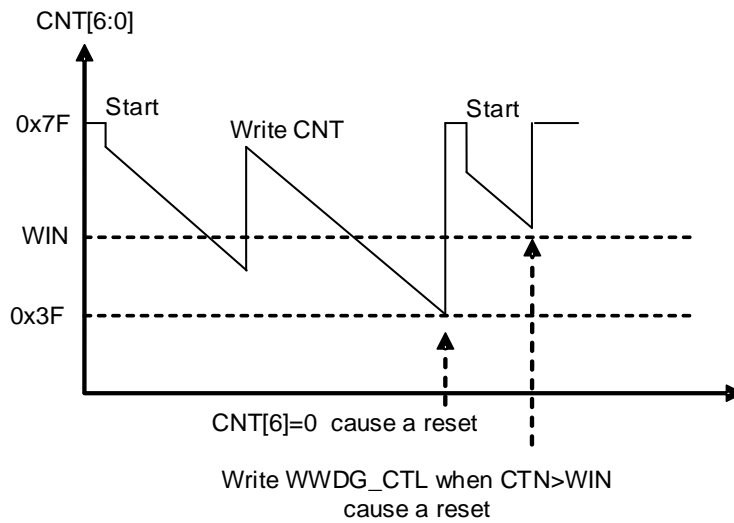 CNT[6:0]
Start
Start
0x7F
Write CNT
WIN
0x3F
CNT[6]=0 cause a reset
Write WWDG_CTL when CTN>WIN
cause a reset